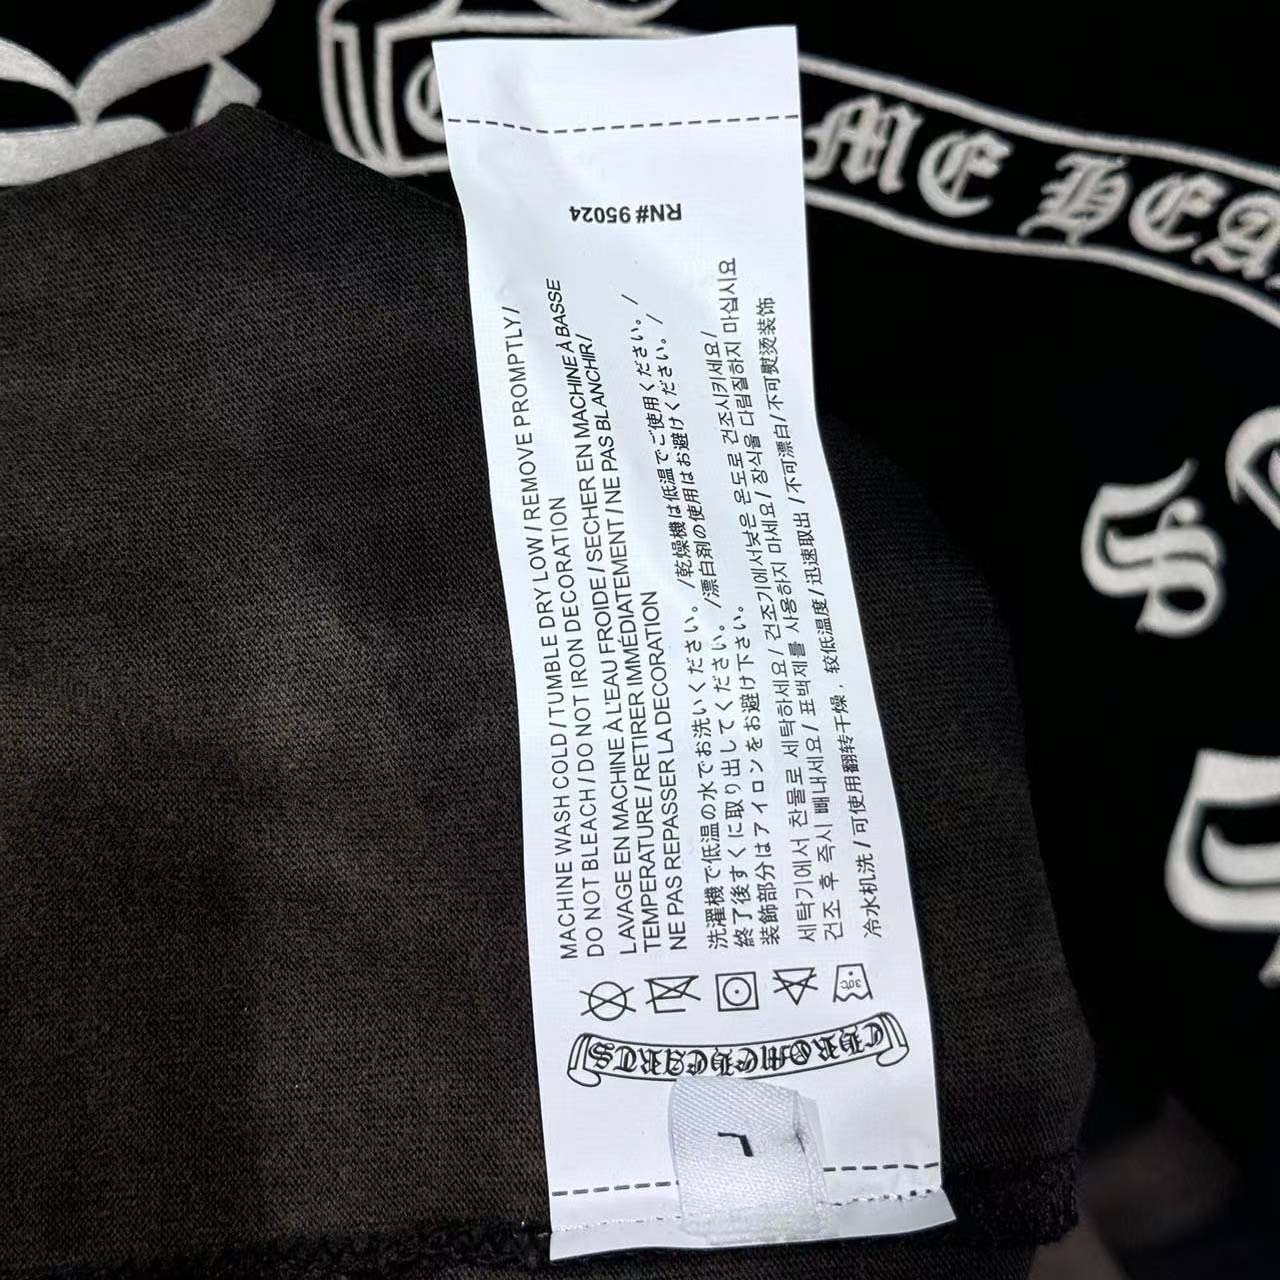 RN# 95024
MACHINE WASH COLD / TUMBLE DRY LOW / REMOVE PROMPTLY /
DO NOT BLEACH / DO NOT IRON DECORATION
LAVAGE EN MACHINE À L'EAU FROIDE / SECHER EN MACHINE À BASSE
TEMPERATURE / RETIRER IMMÉDIATEMENT / NE PAS BLANCHIR /
NE PAS REPASSER LA DECORATION
洗濯機で低温の水でお洗いください。/乾燥機は低温でご使用ください。/
終了後すぐに取り出してください。/漂白剤の使用はお避けください。/
装飾部分はアイロンをお避け下さい。
세탁기에서 찬물로 세탁하세요/ 건조기에서낮은 온도로 건조시키세요/
건조 후 즉시 빼내세요/ 표백제를 사용하지 마세요/ 장식을 다림질하지 마십시요
冷水机洗 / 可使用翻转干燥，较低温度/ 迅速取出 / 不可漂白/ 不可熨烫装饰
30
CHROME HEARTS
L
ME HEA